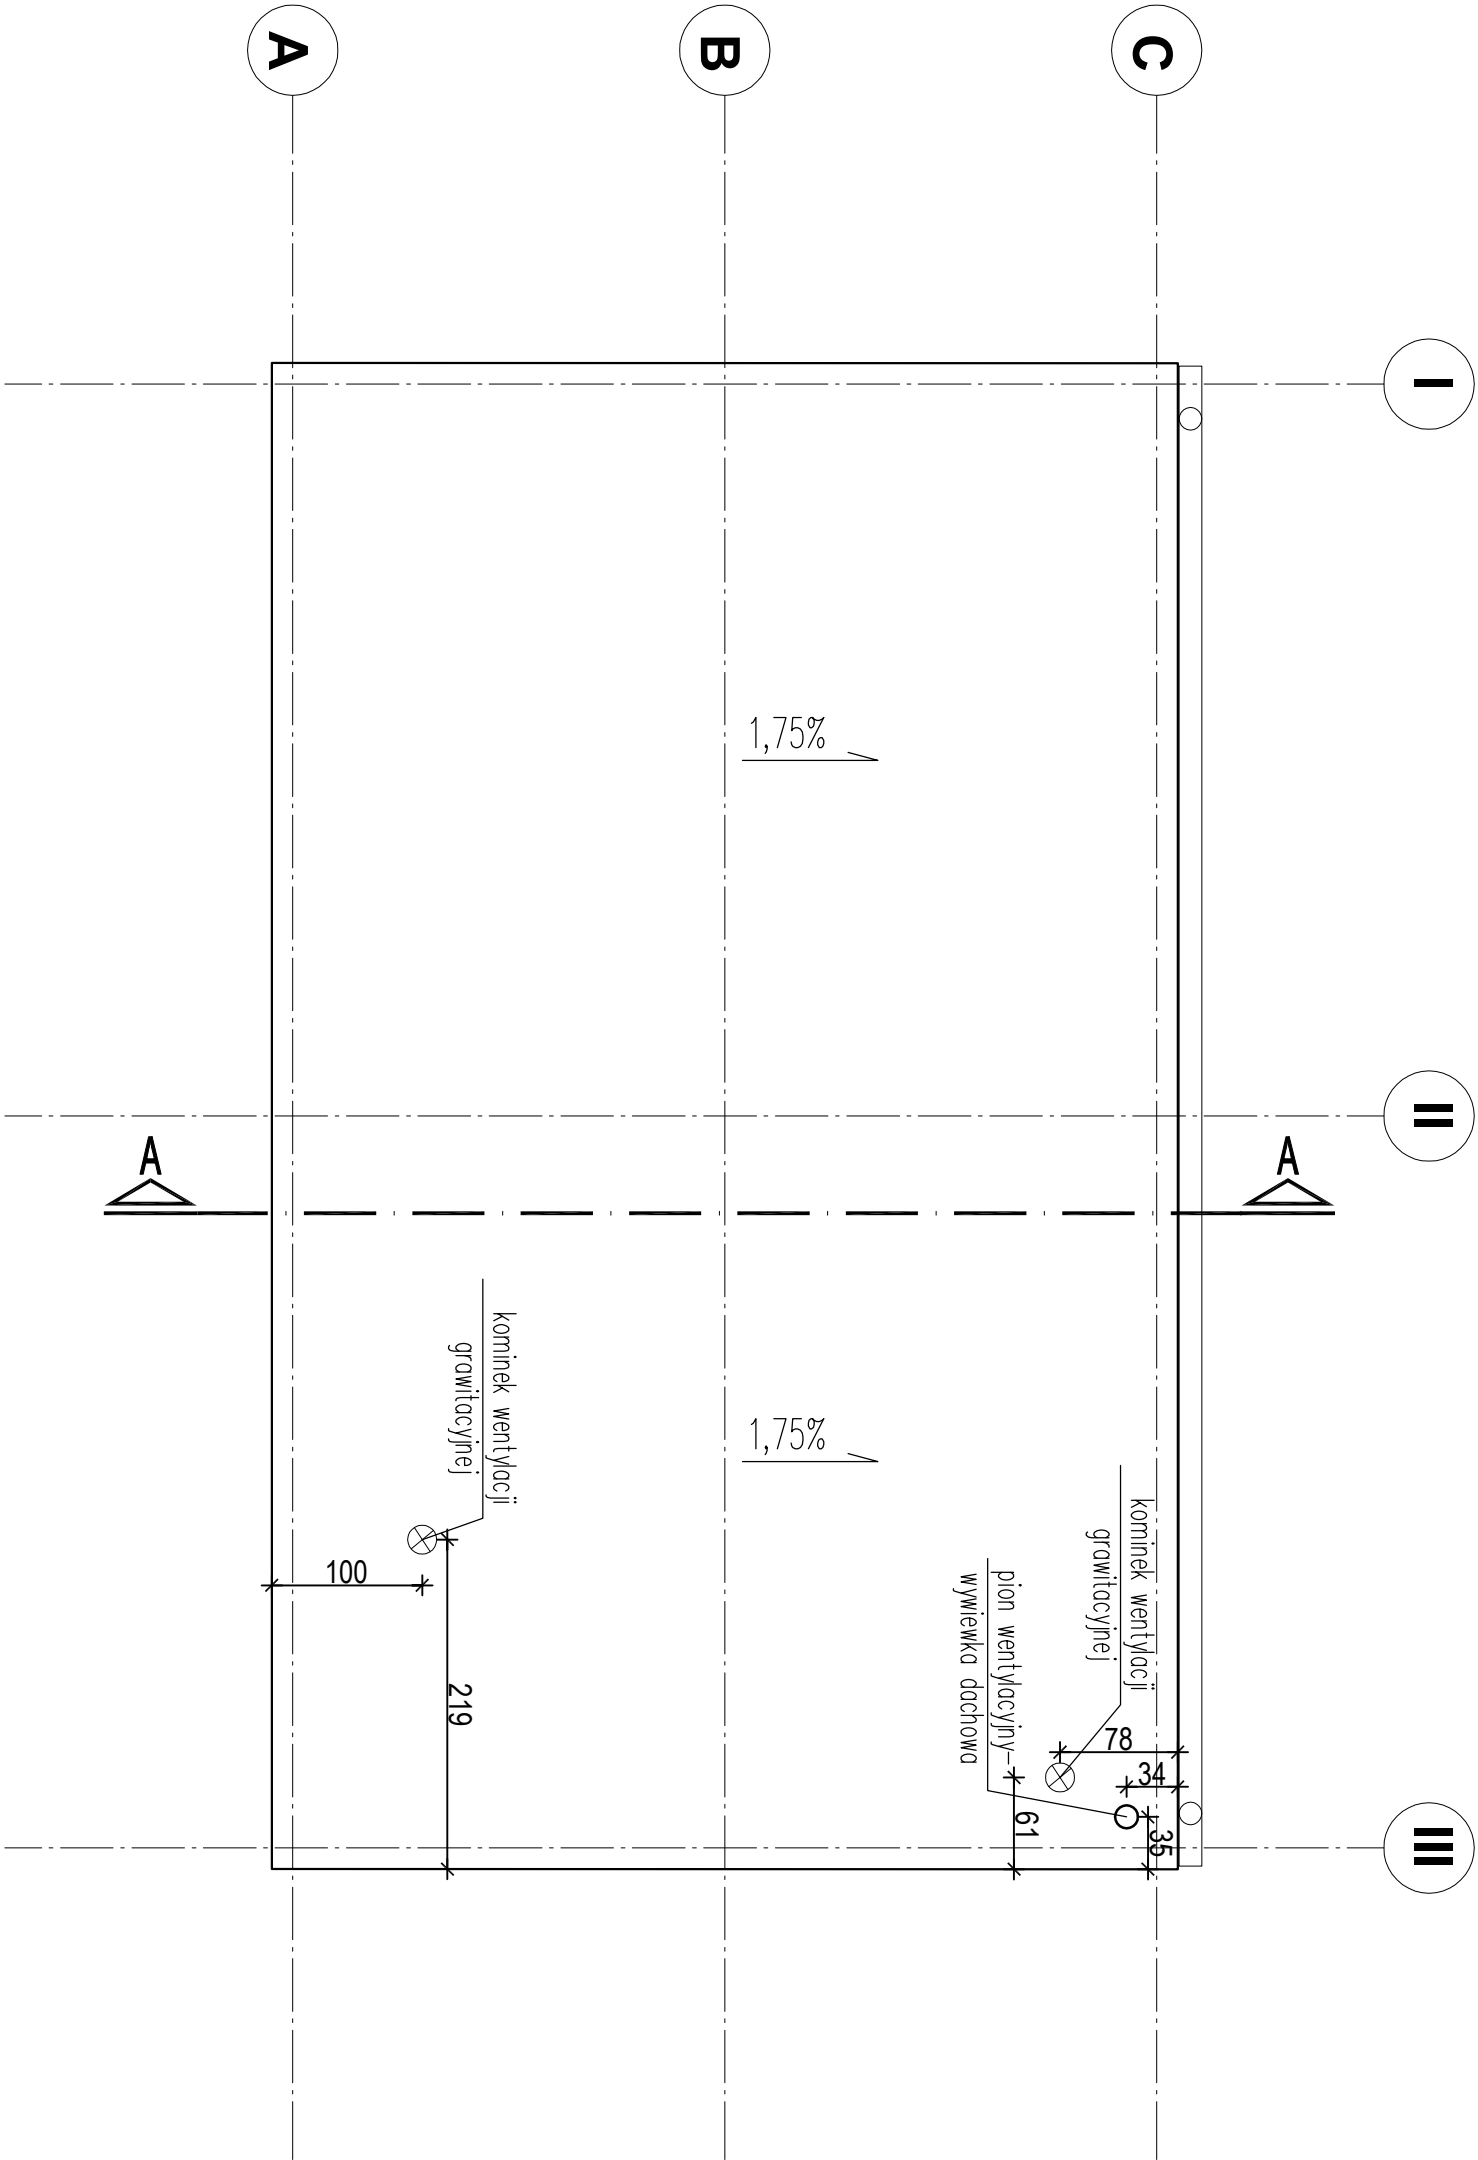 A
B
C
I
II
III
1,75%
A
A
kominek wentylacji
grawitacyjnej
1,75%
kominek wentylacji
grawitacyjnej
pion wentylacyjny–
wywiewka dachowa
100
219
78
34
61
35